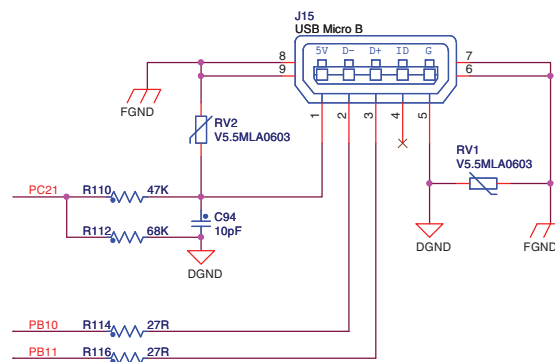 J15
USB Micro B
5V D- D+ ID G
8
9
7
6
1
2
3
4
5
FGND
RV2
V5.5MLA0603
RV1
V5.5MLA0603
PC21
R110
47K
C94
10pF
R112
68K
DGND
DGND
FGND
PB10
R114
27R
PB11
R116
27R